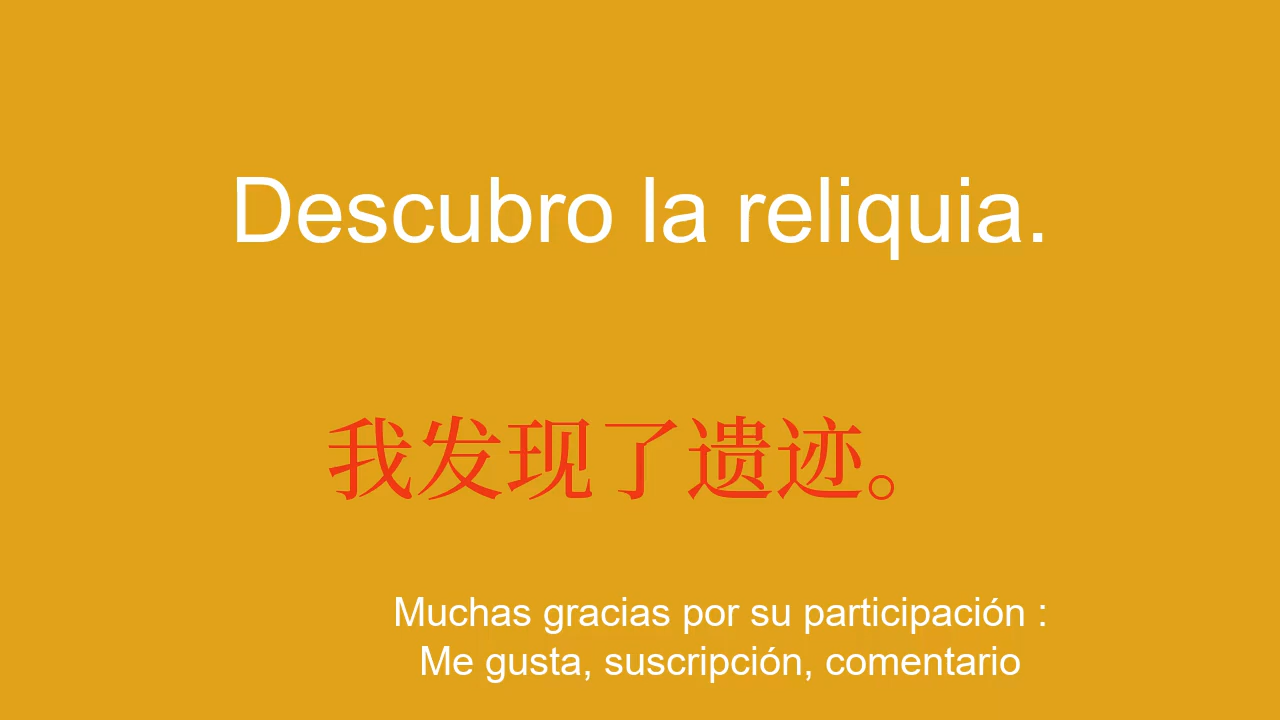 Descubro la reliquia.
我发现了遗迹。
Muchas gracias por su participación :
Me gusta, suscripción, comentario